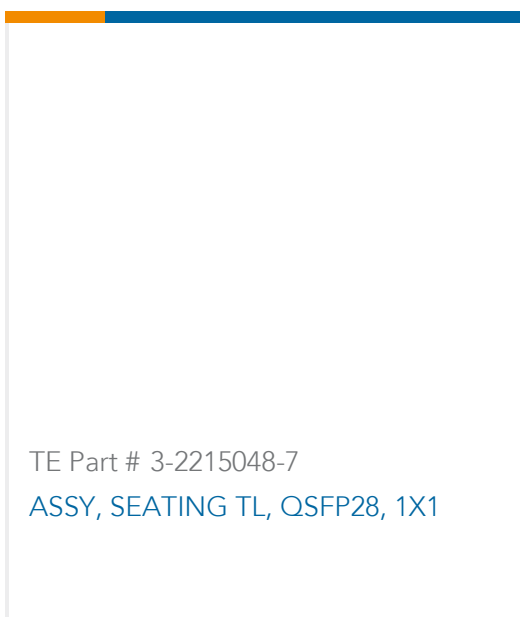 TE Part # 3-2215048-7
ASSY, SEATING TL, QSFP28, 1X1